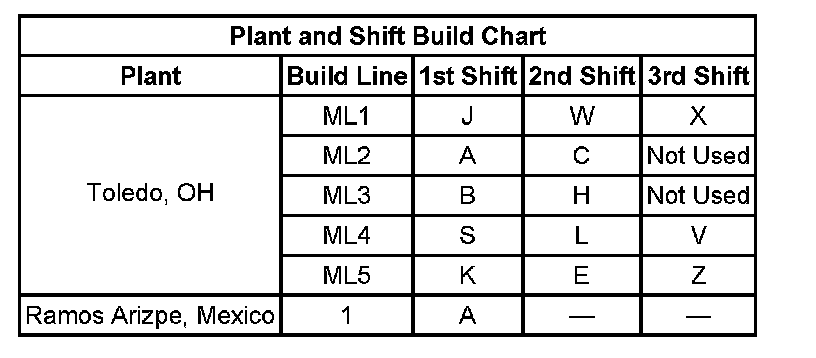 Plant and Shift Build Chart
Plant Build Line 1st Shift 2nd Shift 3rd Shift
Toledo, OH
ML1 J W X
ML2 A C Not Used
ML3 B H Not Used
ML4 S L V
ML5 K E Z
Ramos Arizpe, Mexico 1 A — —